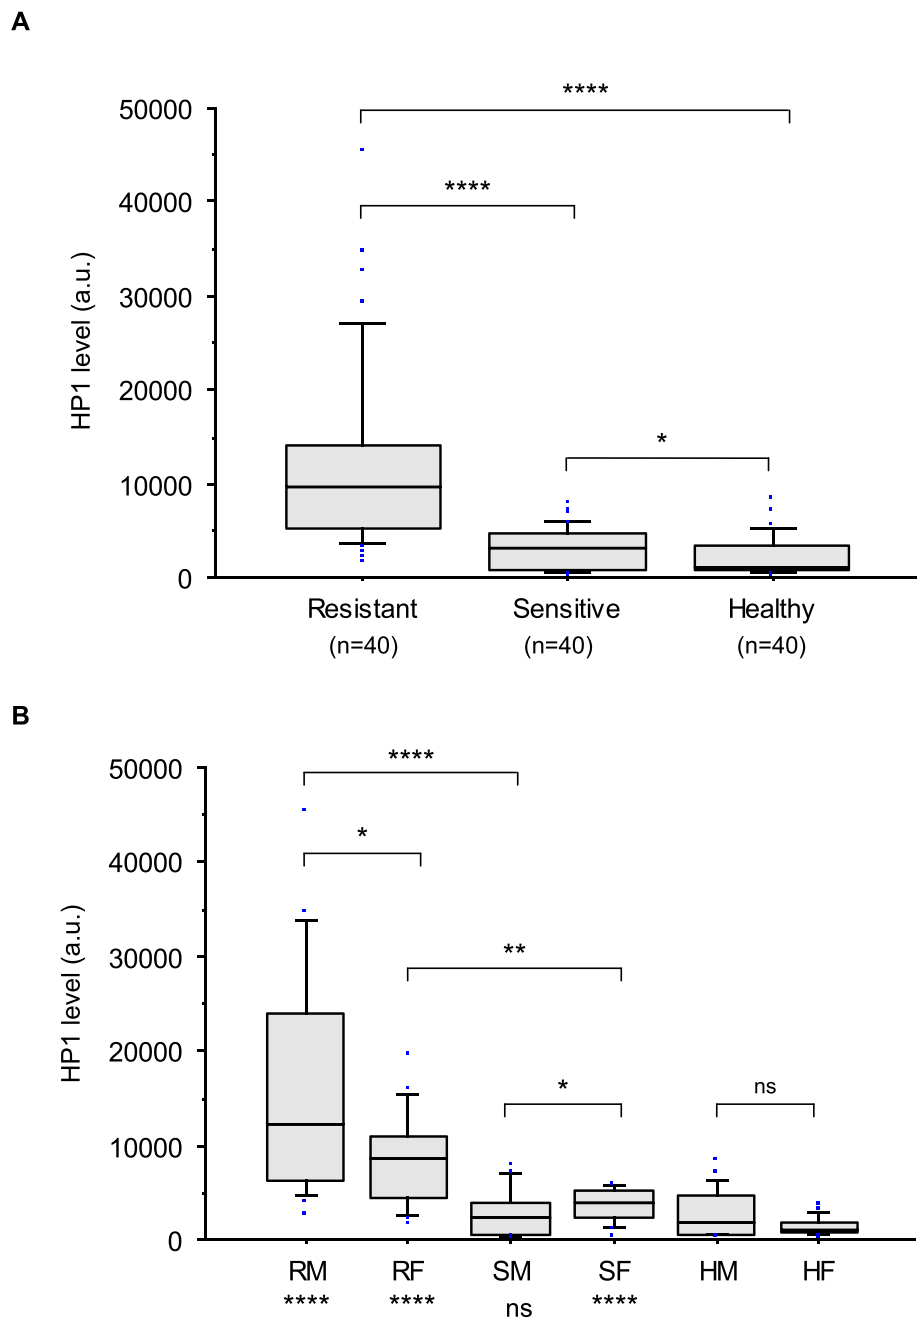 A
****
50000
****
40000
30000
20000
*
10000
0
HP1 level (a.u.)
Resistant Sensitive Healthy
(n=40) (n=40) (n=40)
B
****
50000
*
40000
**
30000
20000
* ns
10000
0
HP1 level (a.u.)
RM RF SM SF HM HF
**** **** ns ****